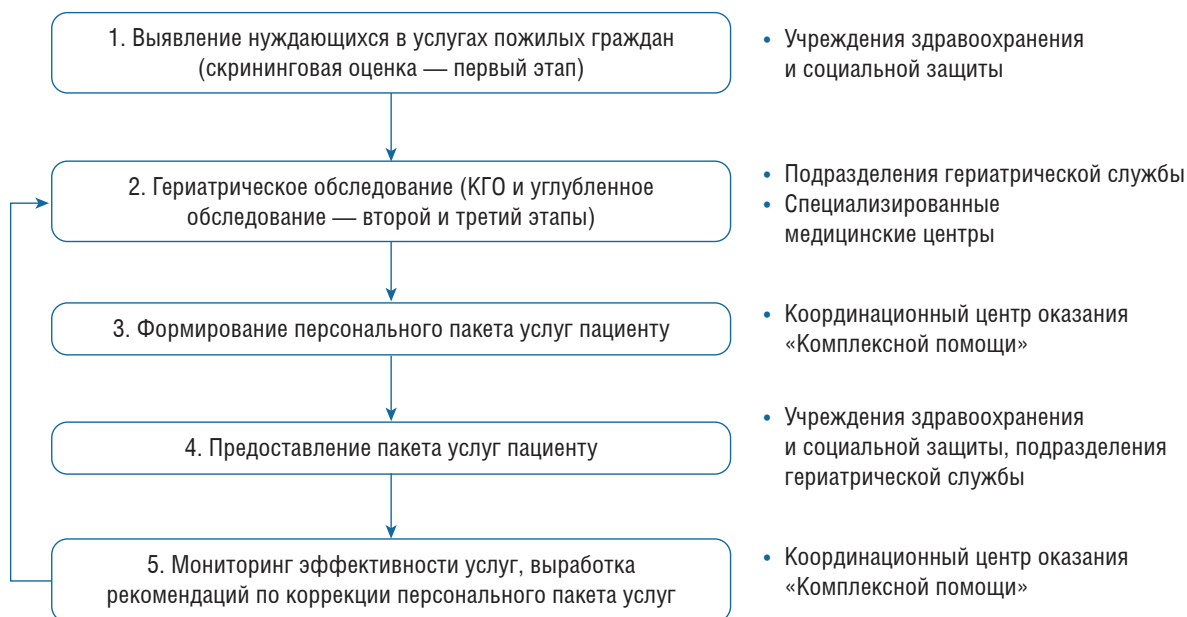 1. Выявление нуждающихся в услугах пожилых граждан
(скрининговая оценка — первый этап)
• Учреждения здравоохранения
и социальной защиты
2. Гериатрическое обследование (КГО и углубленное
обследование — второй и третий этапы)
• Подразделения гериатрической службы
• Специализированные
медицинские центры
3. Формирование персонального пакета услуг пациенту
• Координационный центр оказания
«Комплексной помощи»
4. Предоставление пакета услуг пациенту
• Учреждения здравоохранения
и социальной защиты, подразделения
гериатрической службы
5. Мониторинг эффективности услуг, выработка
рекомендаций по коррекции персонального пакета услуг
• Координационный центр оказания
«Комплексной помощи»